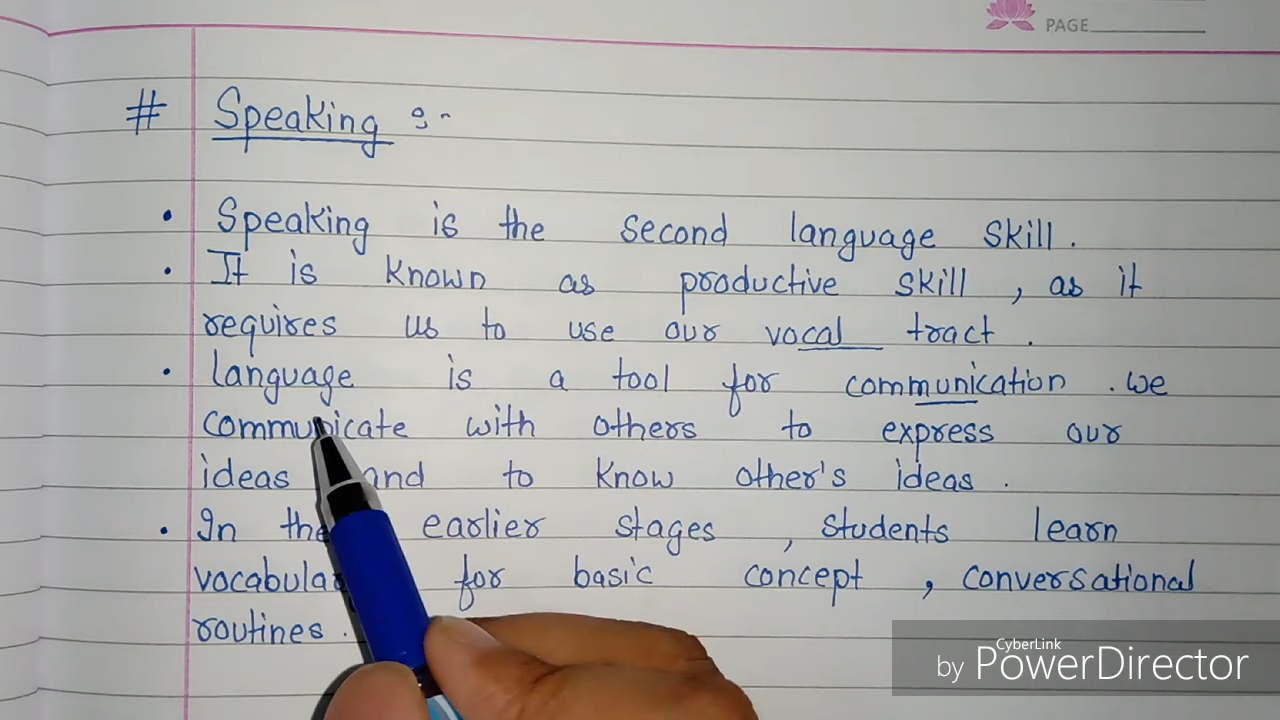 PAGE
# Speaking :-
• Speaking is the second language skill.
• It is known as productive skill, as it
requires us to use our vocal tract.
• language is a tool for communication. we
communicate with others to express our
ideas and to know other's ideas.
• In the earlier stages, students learn
for basic concept, conversational
routines.
CyberLink
by PowerDirector